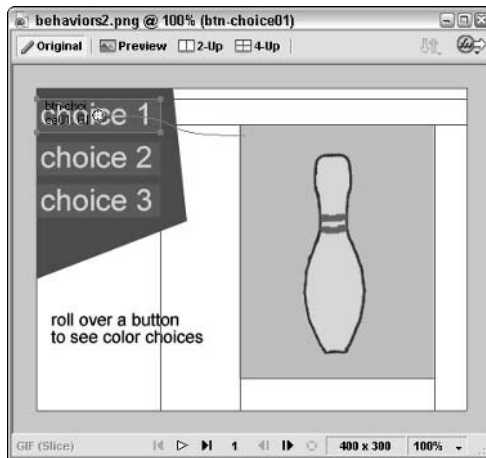 behaviors2.png @ 100% (btn-choice01)
Original Preview 2-Up 4-Up
choice 1
choice 2
choice 3
roll over a button
to see color choices
GIF (Slice) 1 400 x 300 100%